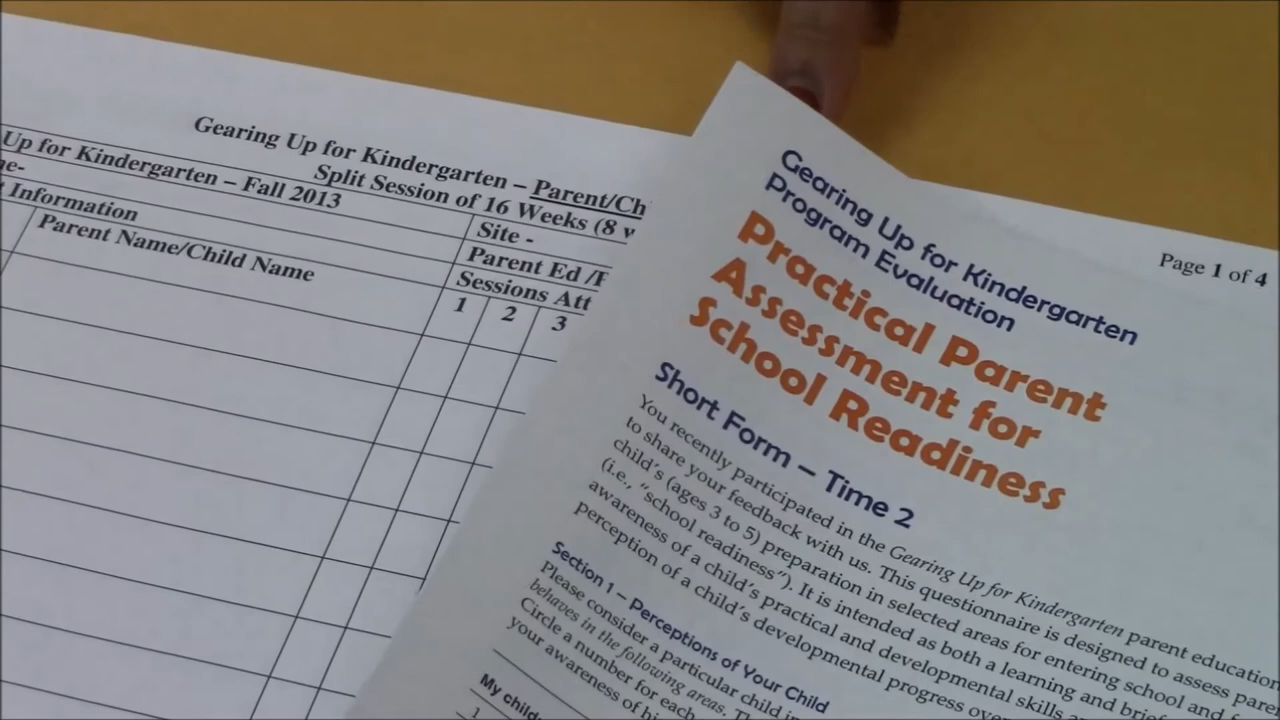 Gearing Up for Kindergarten – Parent/Ch
Split Session of 16 Weeks (8 w
Up for Kindergarten – Fall 2013
Site -
ne-
Parent Ed /F
t Information
Sessions Att
Parent Name/Child Name
1 2 3
Page 1 of 4
Gearing Up for Kindergarten
Program Evaluation
Practical Parent
Assessment for
School Readiness
Short Form – Time 2
You recently participated in the Gearing Up for Kindergarten parent education
to share your feedback with us. This questionnaire is designed to assess pare
child's (ages 3 to 5) preparation in selected areas for entering school and
(i.e., "school readiness"). It is intended as both a learning and brief
awareness of a child's practical and developmental skills
perception of a child's developmental progress over
Section 1 – Perceptions of Your Child
Please consider a particular child in
behaves in the following areas. Th
Circle a number for each
your awareness of hi
My child:
1